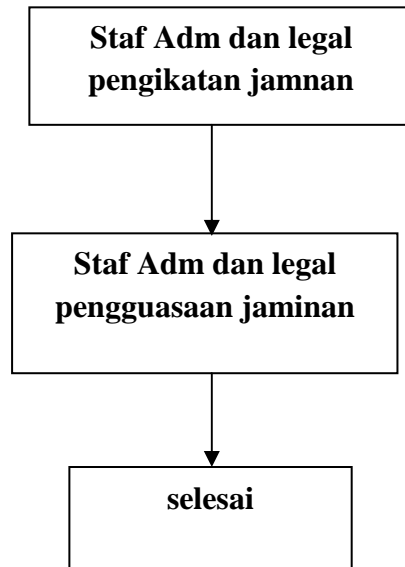 Staf Adm dan legal
pengikatan jamnan
Staf Adm dan legal
pengguasaan jaminan
selesai